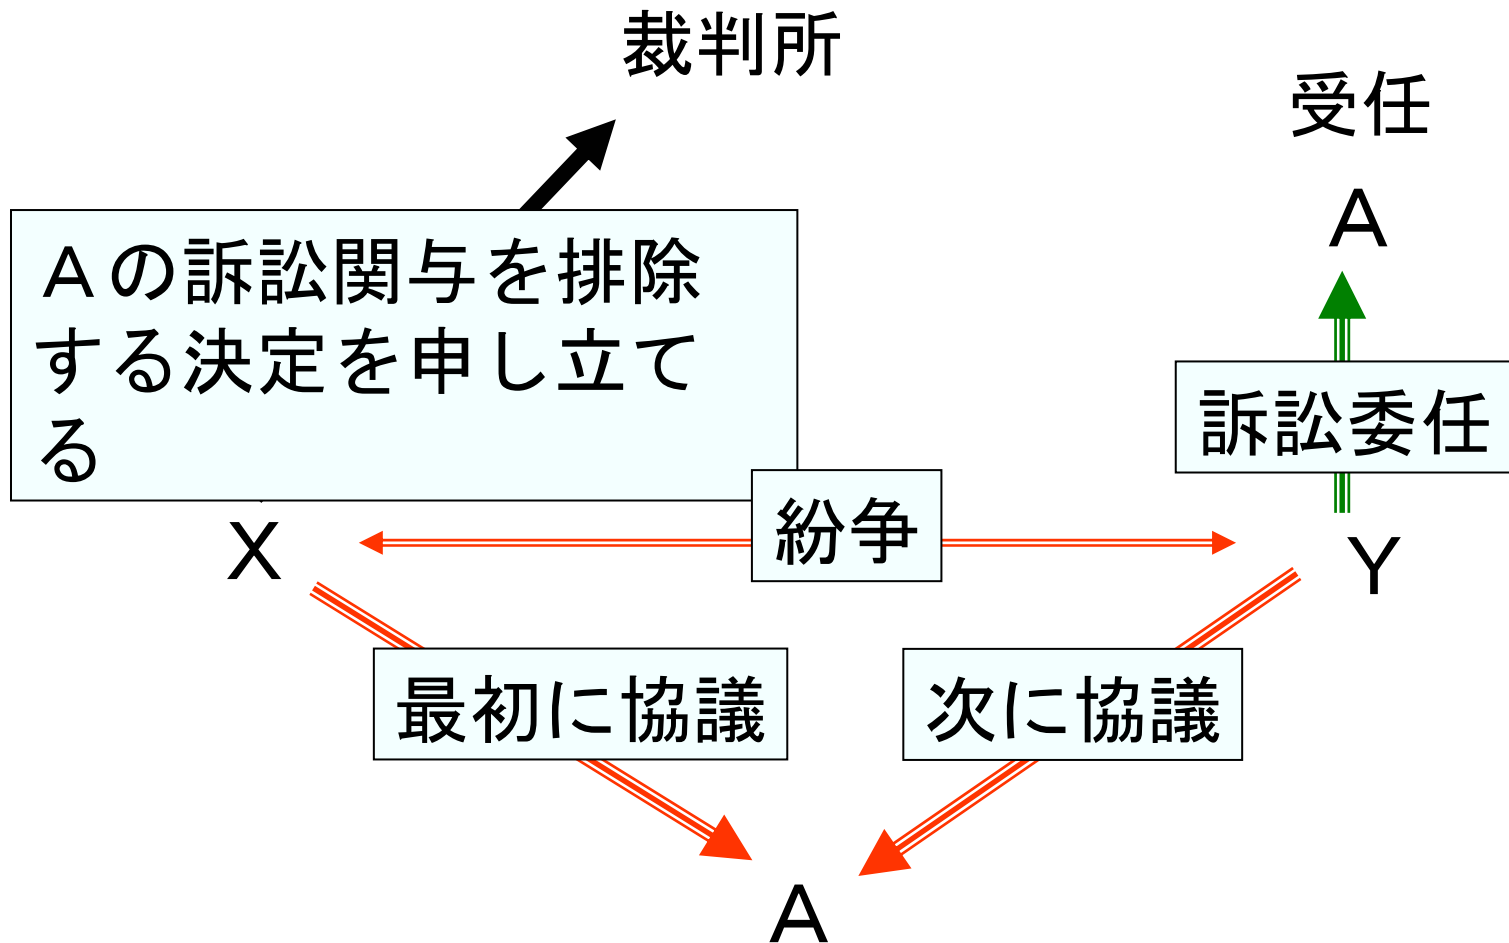 裁判所
受任
A
Aの訴訟関与を排除
する決定を申し立て
る
訴訟委任
紛争
X
Y
最初に協議
次に協議
A